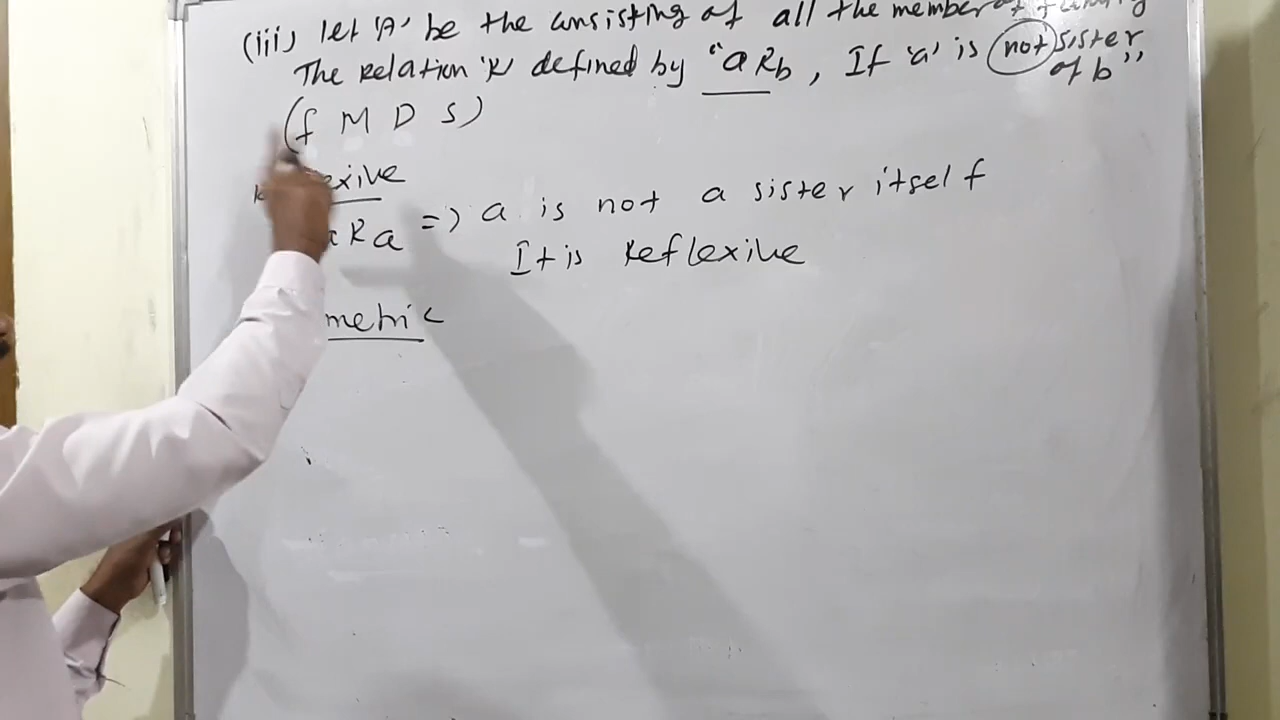 (iii) let 'A' be the consisting of all the member of
The Relation 'R' defined by "aRb, If 'a' is not sister
of b"
(f M D S)
exive
Ra => a is not a sister itself
It is Reflexive
metric